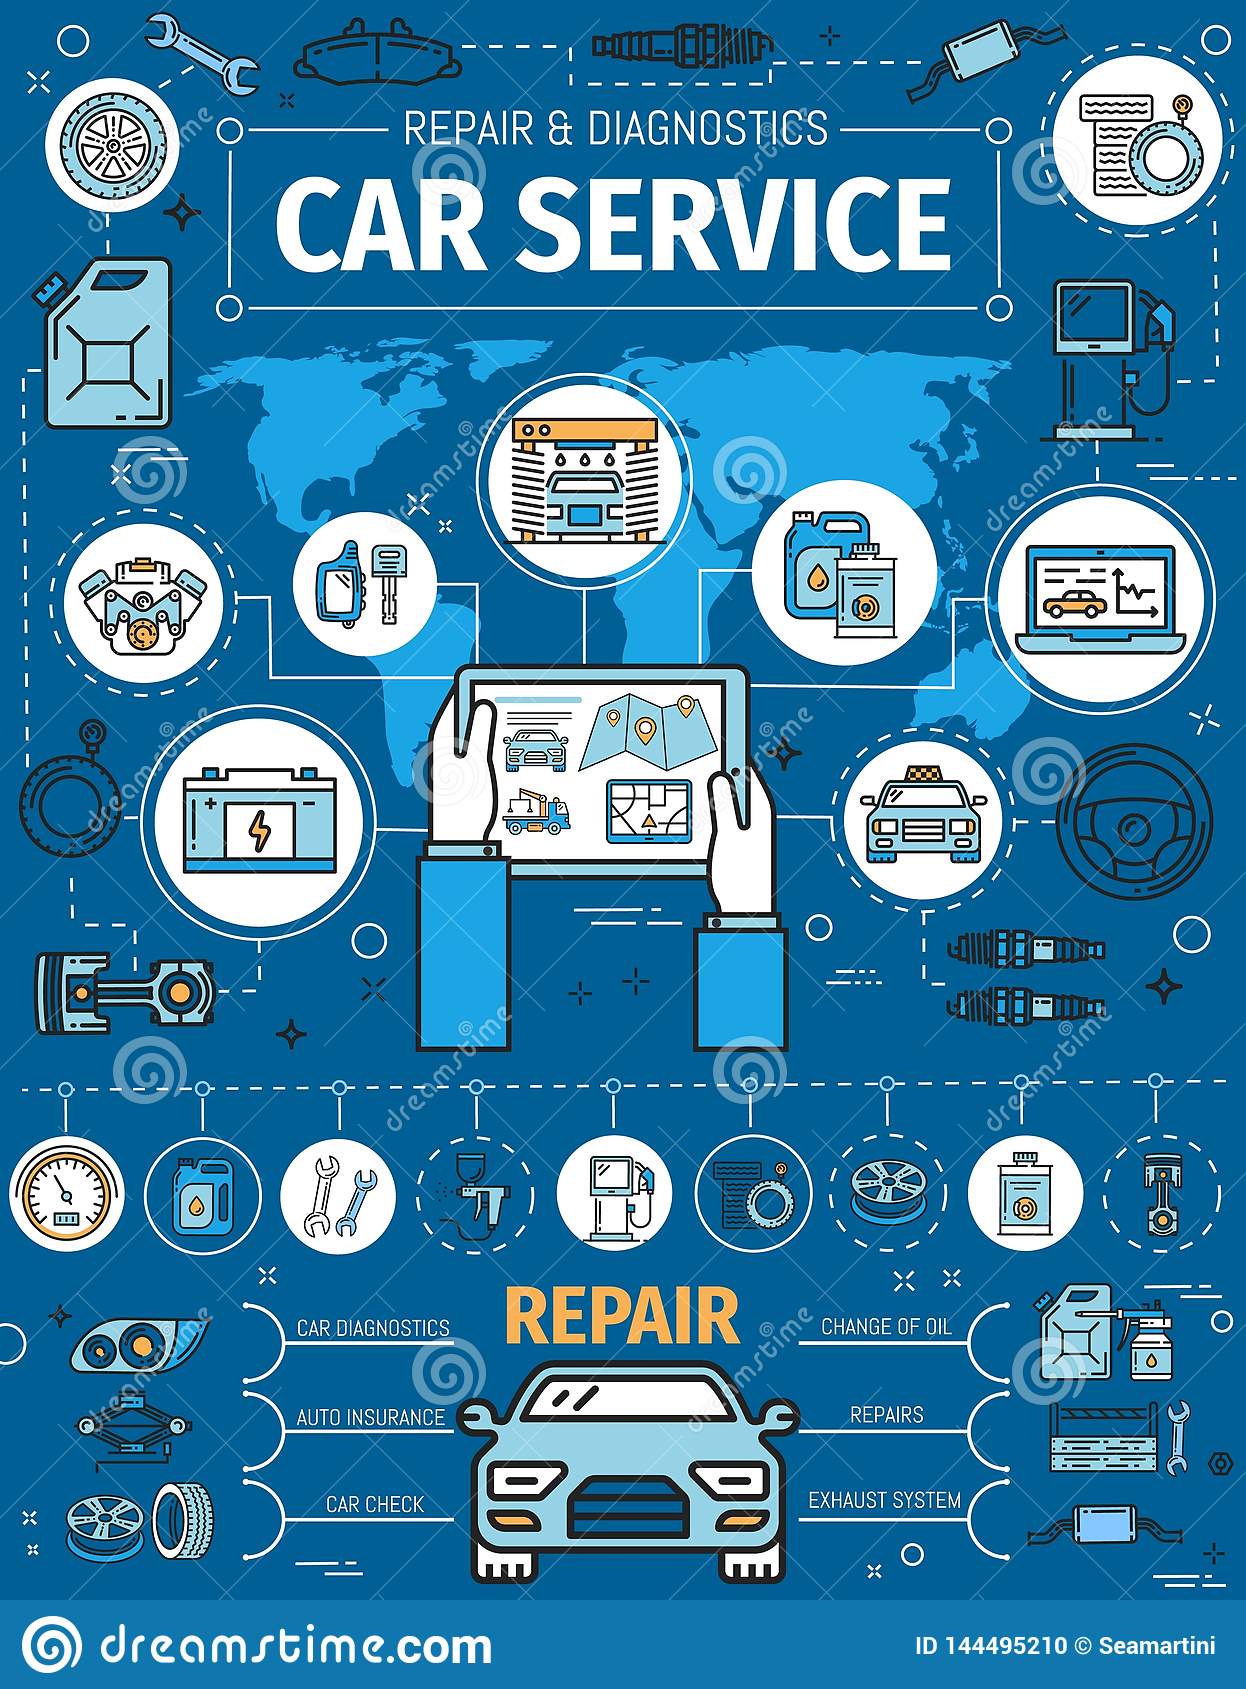 REPAIR & DIAGNOSTICS
CAR SERVICE
REPAIR
CAR DIAGNOSTICS
AUTO INSURANCE
CAR CHECK
CHANGE OF OIL
REPAIRS
EXHAUST SYSTEM
dreamstime.com
ID 144495210 © Seamartini